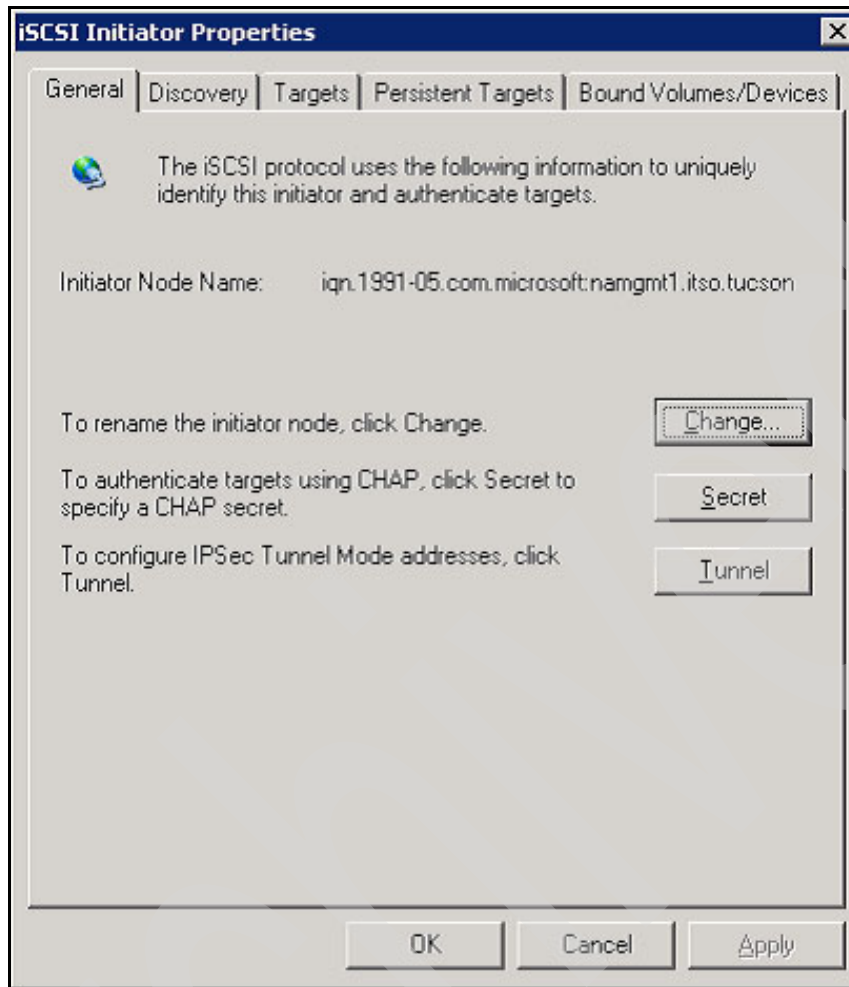 iSCSI Initiator Properties
General Discovery Targets Persistent Targets Bound Volumes/Devices
The iSCSI protocol uses the following information to uniquely
identify this initiator and authenticate targets.
Initiator Node Name: iqn.1991-05.com.microsoft:namgmt1.itso.tucson
To rename the initiator node, click Change.
Change...
To authenticate targets using CHAP, click Secret to
specify a CHAP secret.
Secret
To configure IPSec Tunnel Mode addresses, click
Tunnel.
Tunnel
OK Cancel Apply